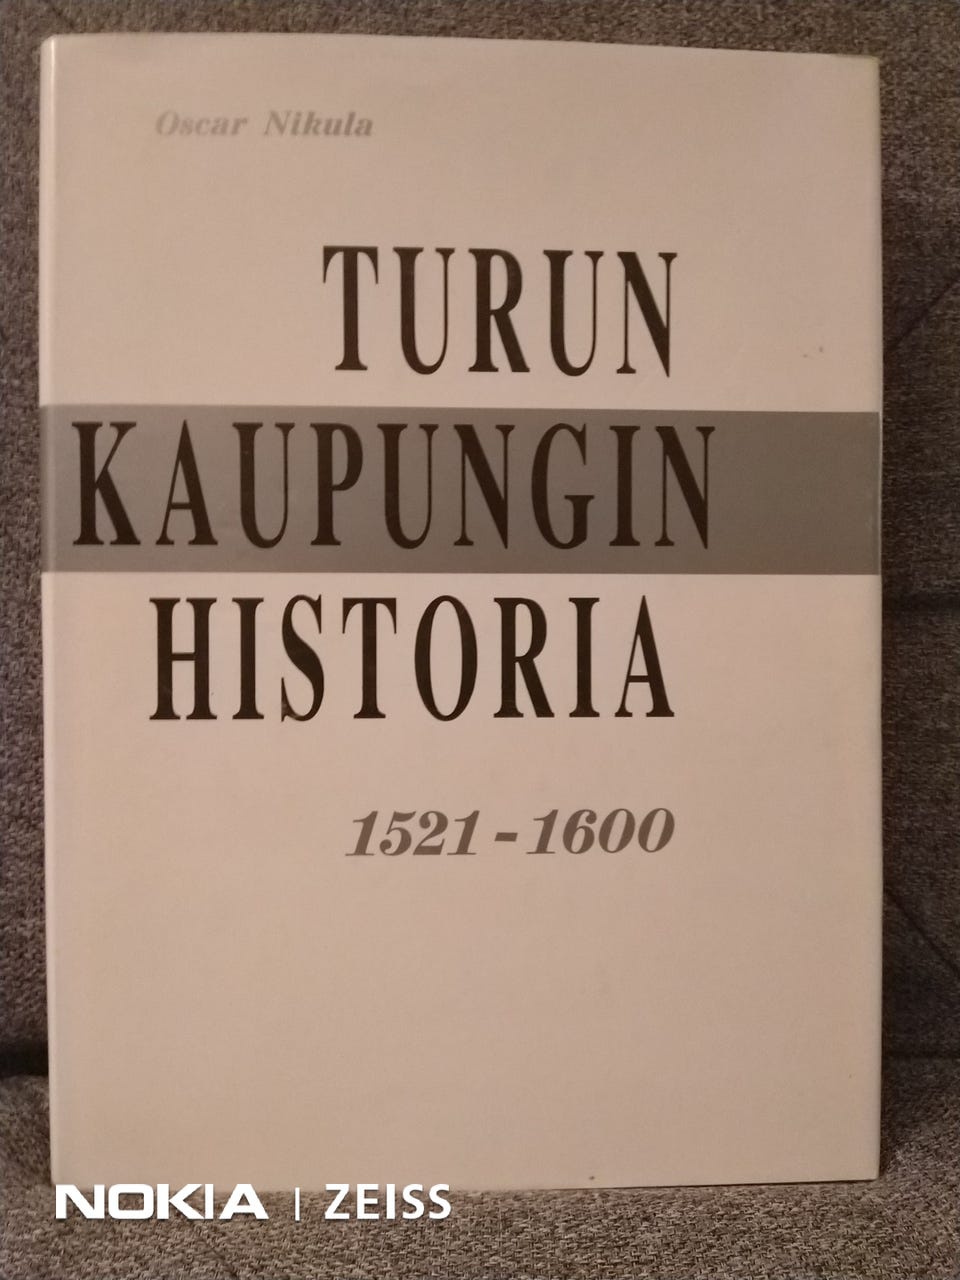 Oscar Nikula
TURUN
KAUPUNGIN
HISTORIA
1521-1600
NOKIA | ZEISS